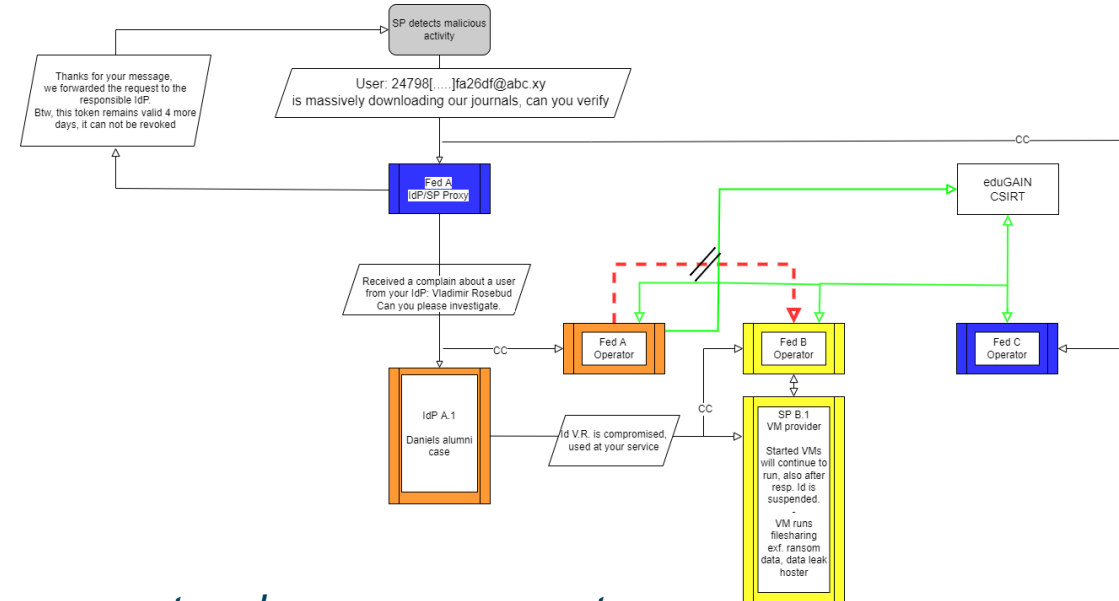 SP detects malicious
activity
Thanks for your message,
we forwarded the request to the
responsible IdP.
Btw, this token remains valid 4 more
days, it can not be revoked
User: 24798[.....]fa26df@abc.xy
is massively downloading our journals, can you verify
CC
Fed A
IdP/SP Proxy
eduGAIN
CSIRT
Received a complain about a user
from your IdP: Vladimir Rosebud
Can you please investigate.
CC
Fed A
Operator
Fed B
Operator
Fed C
Operator
IdP A.1
Daniels alumni
case
Id V.R. is compromised,
used at your service
CC
SP B.1
VM provider
Started VMs
will continue to
run, also after
resp. Id is
suspended.
-
VM runs
filesharing
exf. ransom
data, data leak
hoster